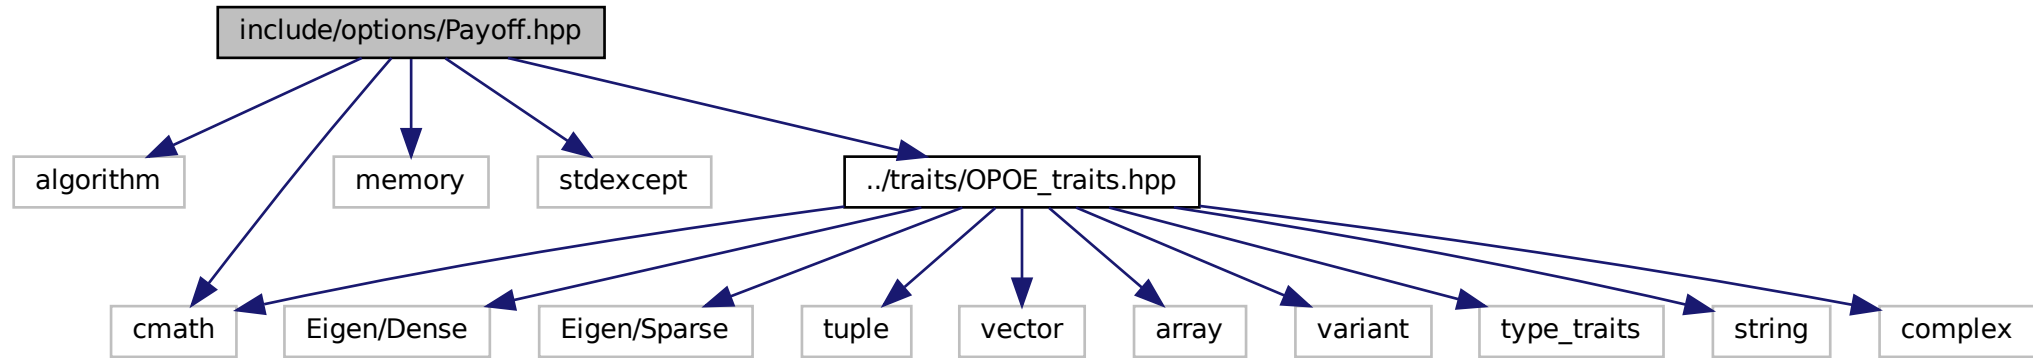 include/options/Payoff.hpp
algorithm
memory
stdexcept
../traits/OPOE_traits.hpp
cmath
Eigen/Dense
Eigen/Sparse
tuple
vector
array
variant
type_traits
string
complex